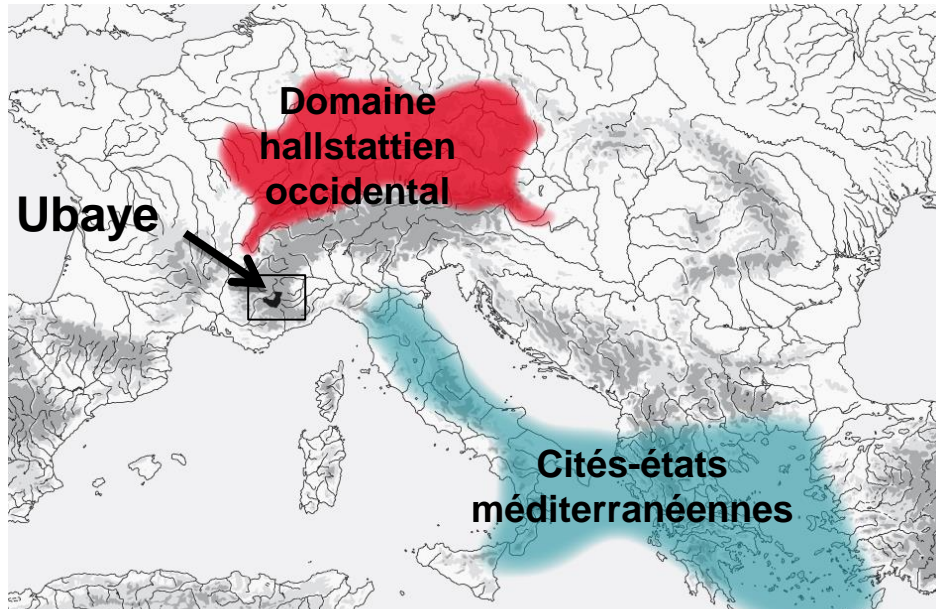 Domaine
hallstattien
occidental
Ubaye
Cités-états
méditerranéennes